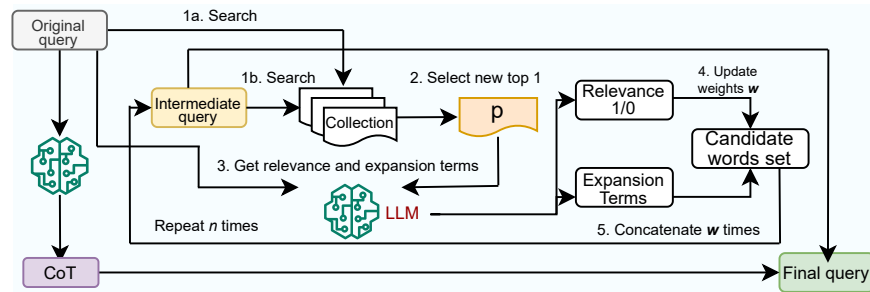 Original
query
1a. Search
1b. Search
2. Select new top 1
4. Update
weights w
Intermediate
query
Collection
p
Relevance
1/0
Candidate
words set
3. Get relevance and expansion terms
Expansion
Terms
LLM
Repeat n times
5. Concatenate w times
CoT
Final query